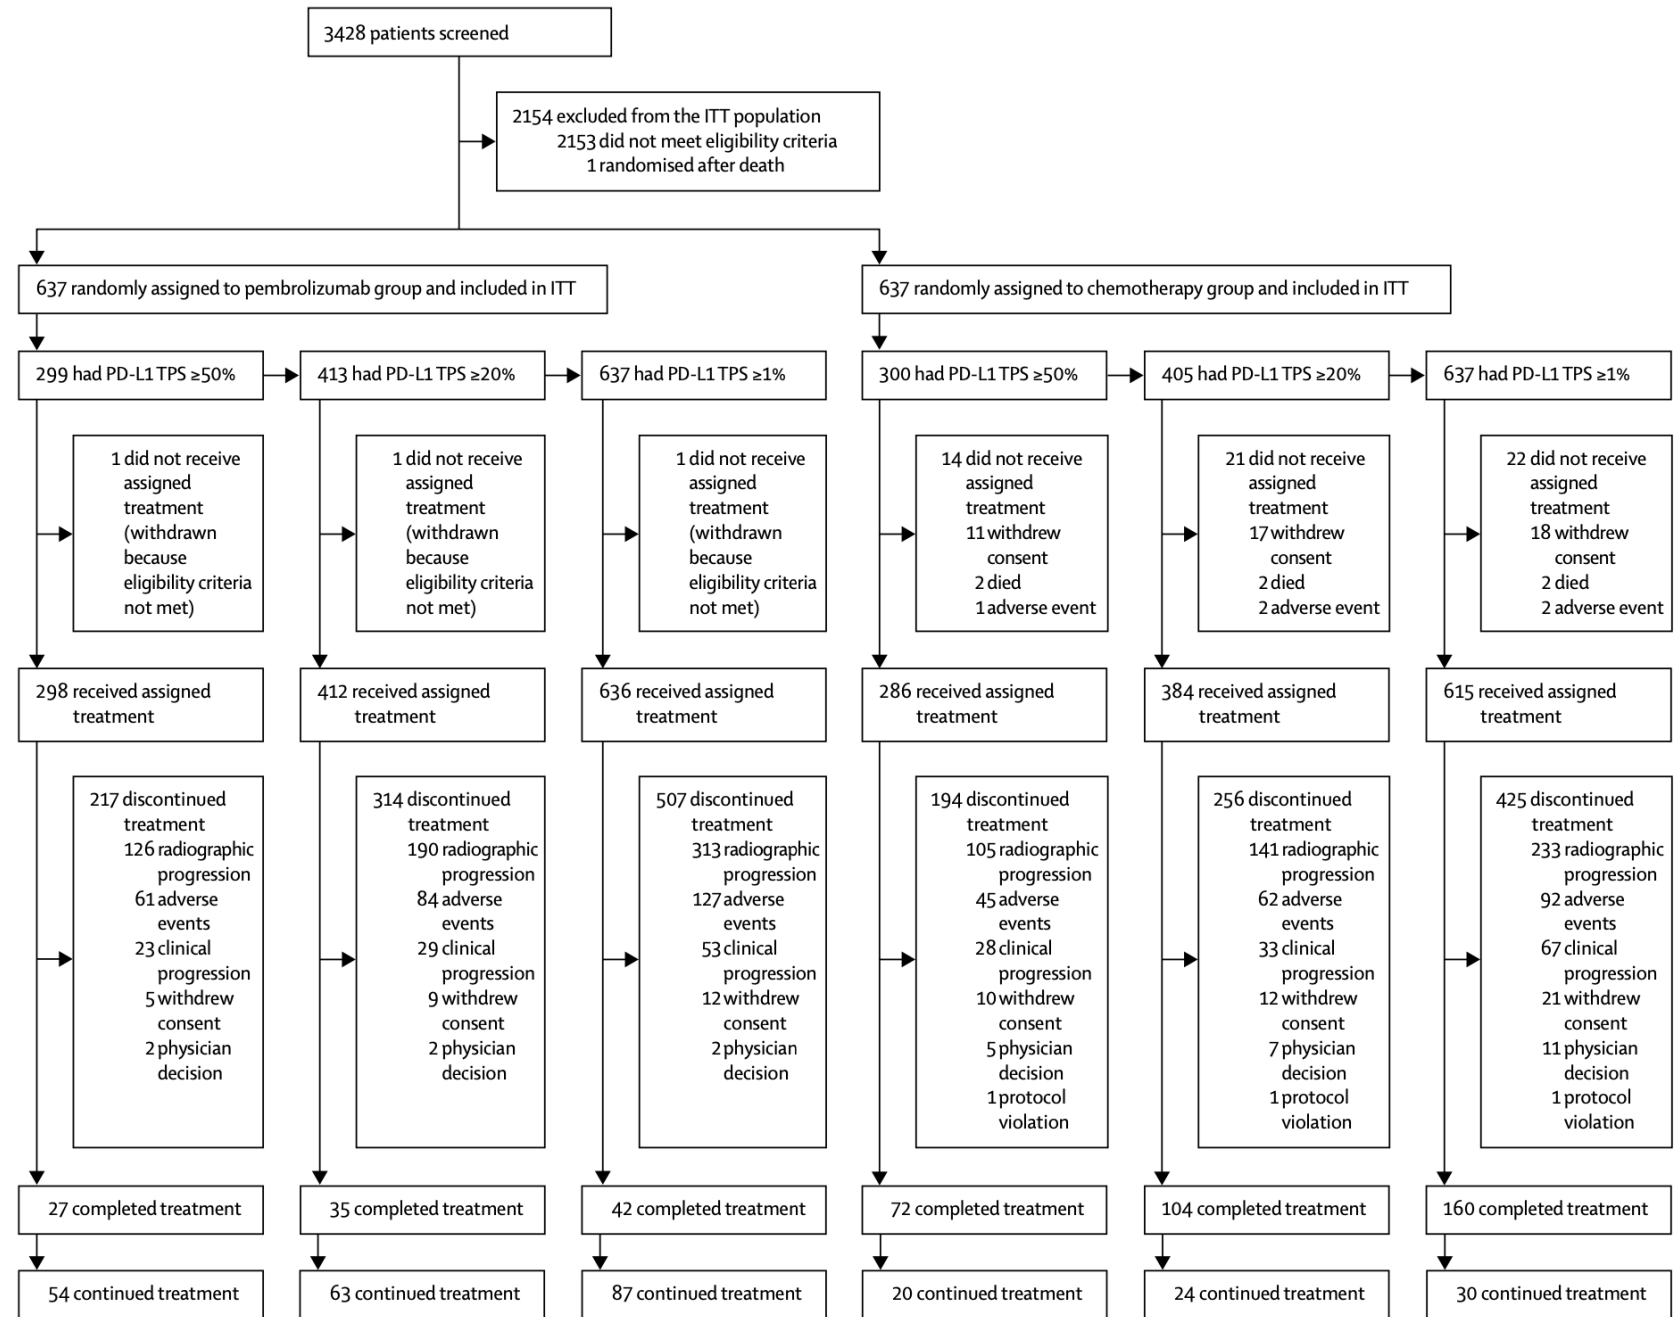 3428 patients screened
2154 excluded from the ITT population
2153 did not meet eligibility criteria
1 randomised after death
637 randomly assigned to pembrolizumab group and included in ITT
637 randomly assigned to chemotherapy group and included in ITT
299 had PD-L1 TPS ≥50%
413 had PD-L1 TPS ≥20%
637 had PD-L1 TPS ≥1%
300 had PD-L1 TPS ≥50%
405 had PD-L1 TPS ≥20%
637 had PD-L1 TPS ≥1%
1 did not receive
assigned
treatment
(withdrawn
because
eligibility criteria
not met)
1 did not receive
assigned
treatment
(withdrawn
because
eligibility criteria
not met)
1 did not receive
assigned
treatment
(withdrawn
because
eligibility criteria
not met)
14 did not receive
assigned
treatment
11 withdrew
consent
2 died
1 adverse event
21 did not receive
assigned
treatment
17 withdrew
consent
2 died
2 adverse event
22 did not receive
assigned
treatment
18 withdrew
consent
2 died
2 adverse event
298 received assigned
treatment
412 received assigned
treatment
636 received assigned
treatment
286 received assigned
treatment
384 received assigned
treatment
615 received assigned
treatment
217 discontinued
treatment
126 radiographic
progression
61 adverse
events
23 clinical
progression
5 withdrew
consent
2 physician
decision
314 discontinued
treatment
190 radiographic
progression
84 adverse
events
29 clinical
progression
9 withdrew
consent
2 physician
decision
507 discontinued
treatment
313 radiographic
progression
127 adverse
events
53 clinical
progression
12 withdrew
consent
2 physician
decision
194 discontinued
treatment
105 radiographic
progression
45 adverse
events
28 clinical
progression
10 withdrew
consent
5 physician
decision
1 protocol
violation
256 discontinued
treatment
141 radiographic
progression
62 adverse
events
33 clinical
progression
12 withdrew
consent
7 physician
decision
1 protocol
violation
425 discontinued
treatment
233 radiographic
progression
92 adverse
events
67 clinical
progression
21 withdrew
consent
11 physician
decision
1 protocol
violation
27 completed treatment
35 completed treatment
42 completed treatment
72 completed treatment
104 completed treatment
160 completed treatment
54 continued treatment
63 continued treatment
87 continued treatment
20 continued treatment
24 continued treatment
30 continued treatment